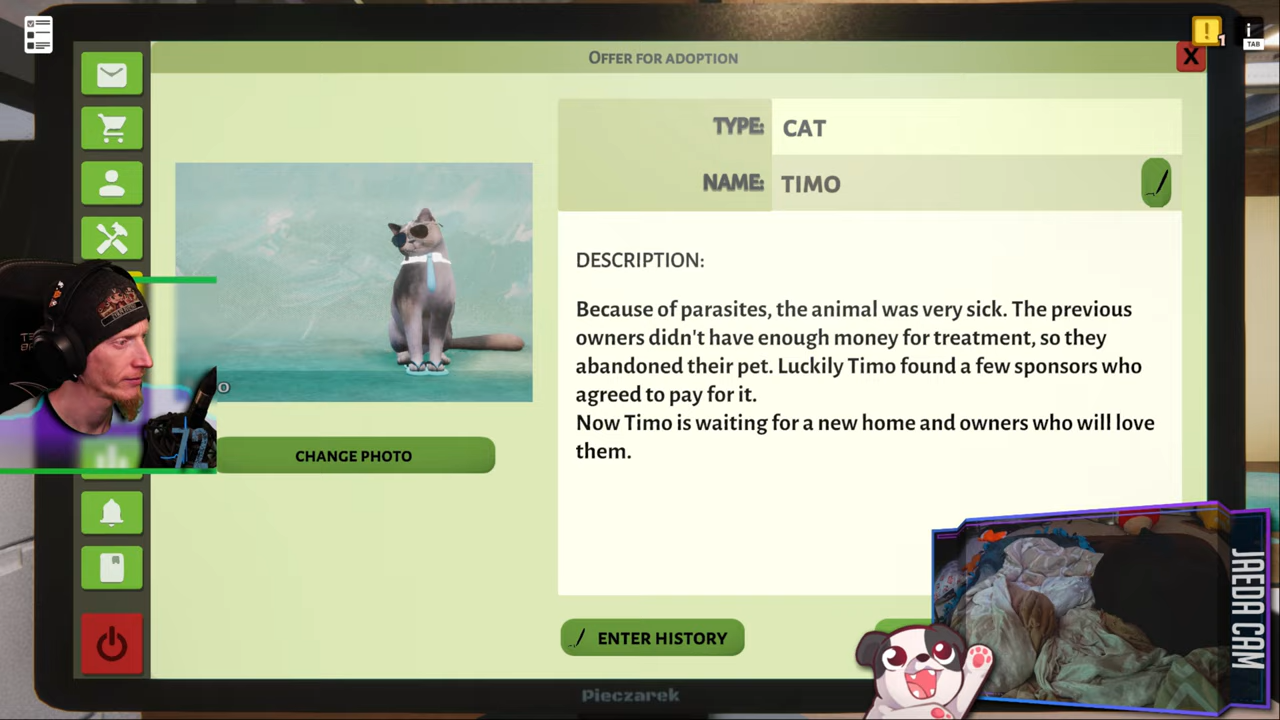 OFFER FOR ADOPTION
X
1
i
TAB
TYPE: CAT
NAME: TIMO
DESCRIPTION:
Because of parasites, the animal was very sick. The previous
owners didn't have enough money for treatment, so they
abandoned their pet. Luckily Timo found a few sponsors who
agreed to pay for it.
Now Timo is waiting for a new home and owners who will love
them.
CHANGE PHOTO
72
ENTER HISTORY
JAEDA CAM
Pieczarek